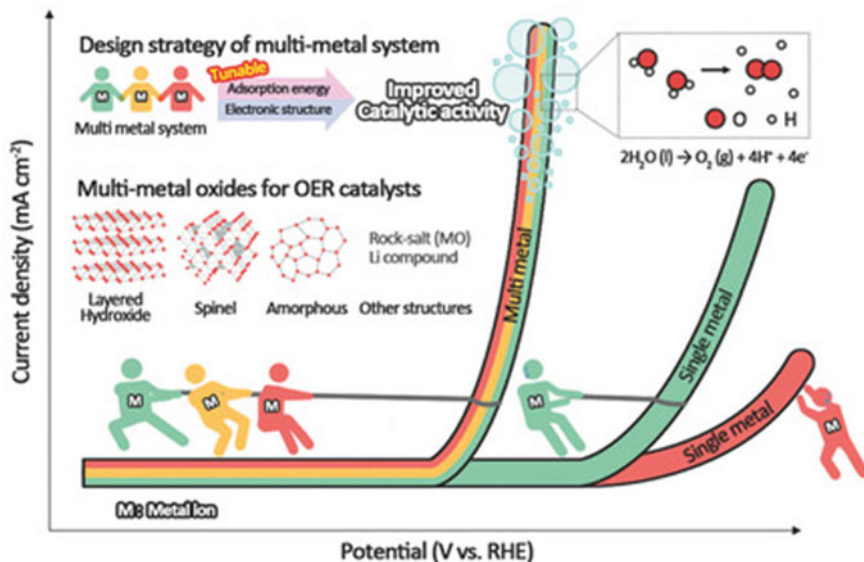 Design strategy of multi-metal system
Tunable
M M M
Adsorption energy
Electronic structure
Multi metal system
Improved
Catalytic activity
O H
2H₂O (l) → O₂ (g) + 4H⁺ + 4e⁻
Multi-metal oxides for OER catalysts
Rock-salt (MO)
Li compound
Layered
Hydroxide
Spinel
Amorphous
Other structures
Multi metal
Single metal
Single metal
M
M
M
M
M
M : Metal Ion
Current density (mA cm⁻²)
Potential (V vs. RHE)